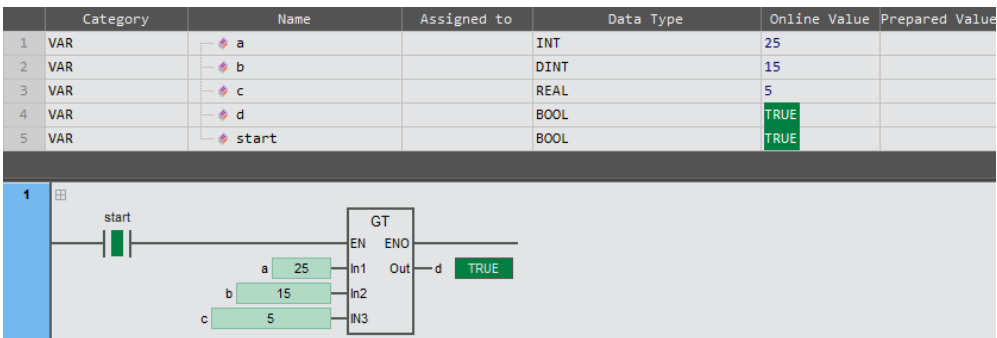 Category Name Assigned to Data Type Online Value Prepared Value
1 VAR a INT 25
2 VAR b DINT 15
3 VAR c REAL 5
4 VAR d BOOL TRUE
5 VAR start BOOL TRUE
1
start
GT
EN ENO
a 25 In1 Out d TRUE
b 15 In2
c 5 IN3